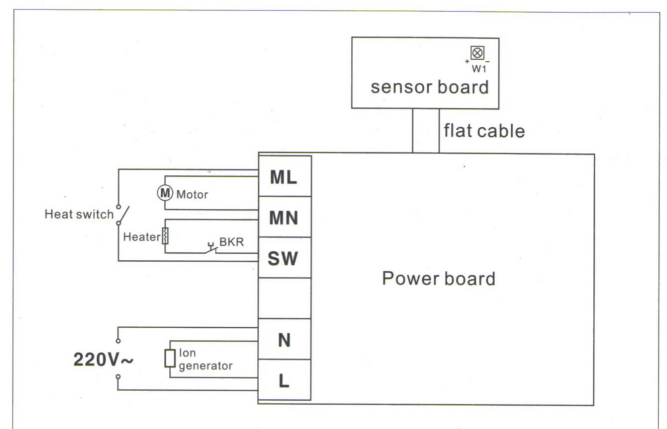 + -
W1
sensor board
flat cable
ML
M Motor
MN
Heat switch
Heater
BKR
SW
Power board
N
220V~
Ion
generator
L